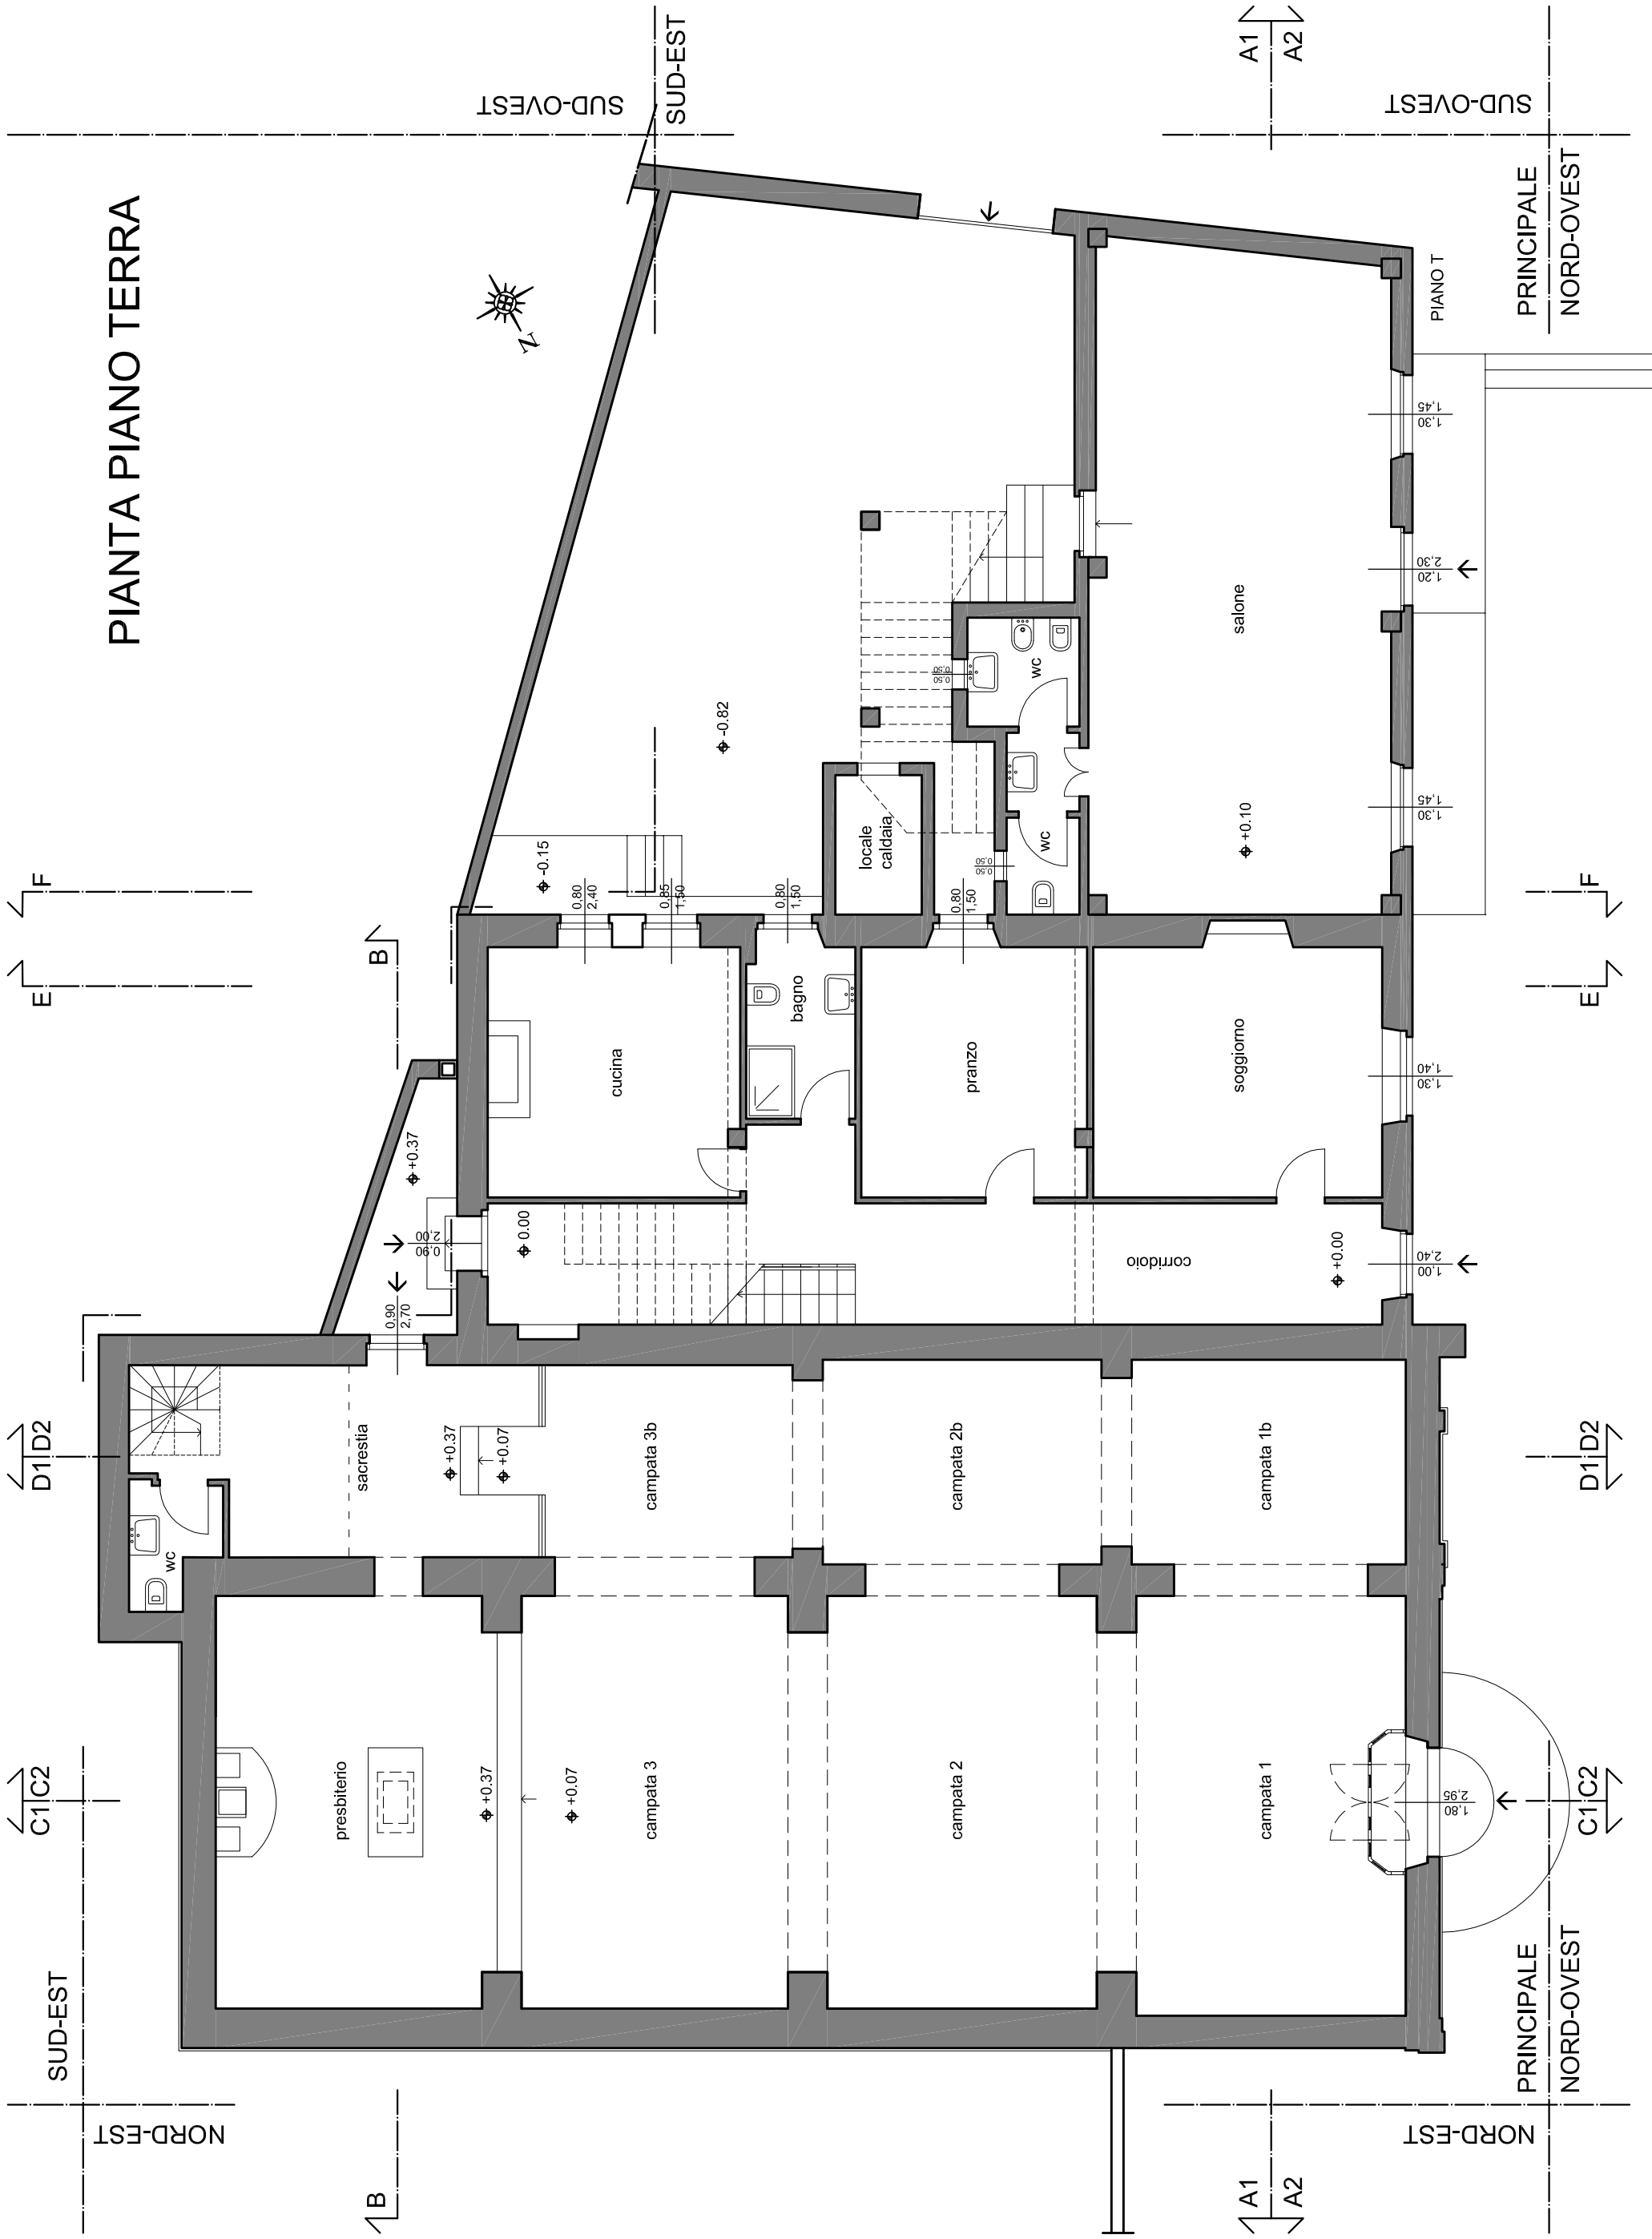 PIANTA PIANO TERRA
SUD-EST
NORD-EST
SUD-OVEST
SUD-EST
N
B
B
F
E
D1
D2
C1
C2
A1
A2
A1
A2
F
E
D1
D2
C1
C2
PRINCIPALE
NORD-OVEST
NORD-EST
PRINCIPALE
NORD-OVEST
SUD-OVEST
PIANO T
wc
sacrestia
presbiterio
+0.37
+0.07
+0.37
+0.07
campata 3
campata 2
campata 1
campata 3b
campata 2b
campata 1b
1,80
2,95
0,90
2,70
0,90
2,00
+0.37
0.00
corridoio
+0.00
1,00
2,40
cucina
bagno
pranzo
soggiorno
1,30
1,40
0,80
2,40
0,85
1,50
0,80
1,50
0,80
1,50
-0.15
-0.82
locale
caldaia
wc
0,50
0,50
wc
0,50
0,50
salone
+0.10
1,30
1,45
1,20
2,30
1,30
1,45